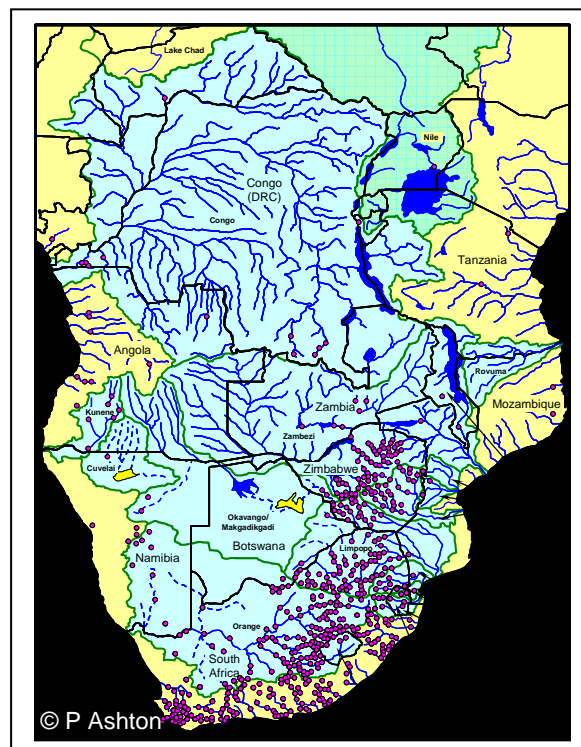 Lake Chad
Nile
Congo
(DRC)
Congo
Tanzania
Angola
Rovuma
Zambia
Mozambique
Kunene
Zambezi
Zimbabwe
Cuvelai
Okavango/
Makgadikgadi
Botswana
Limpopo
Namibia
Orange
South
Africa
© P Ashton